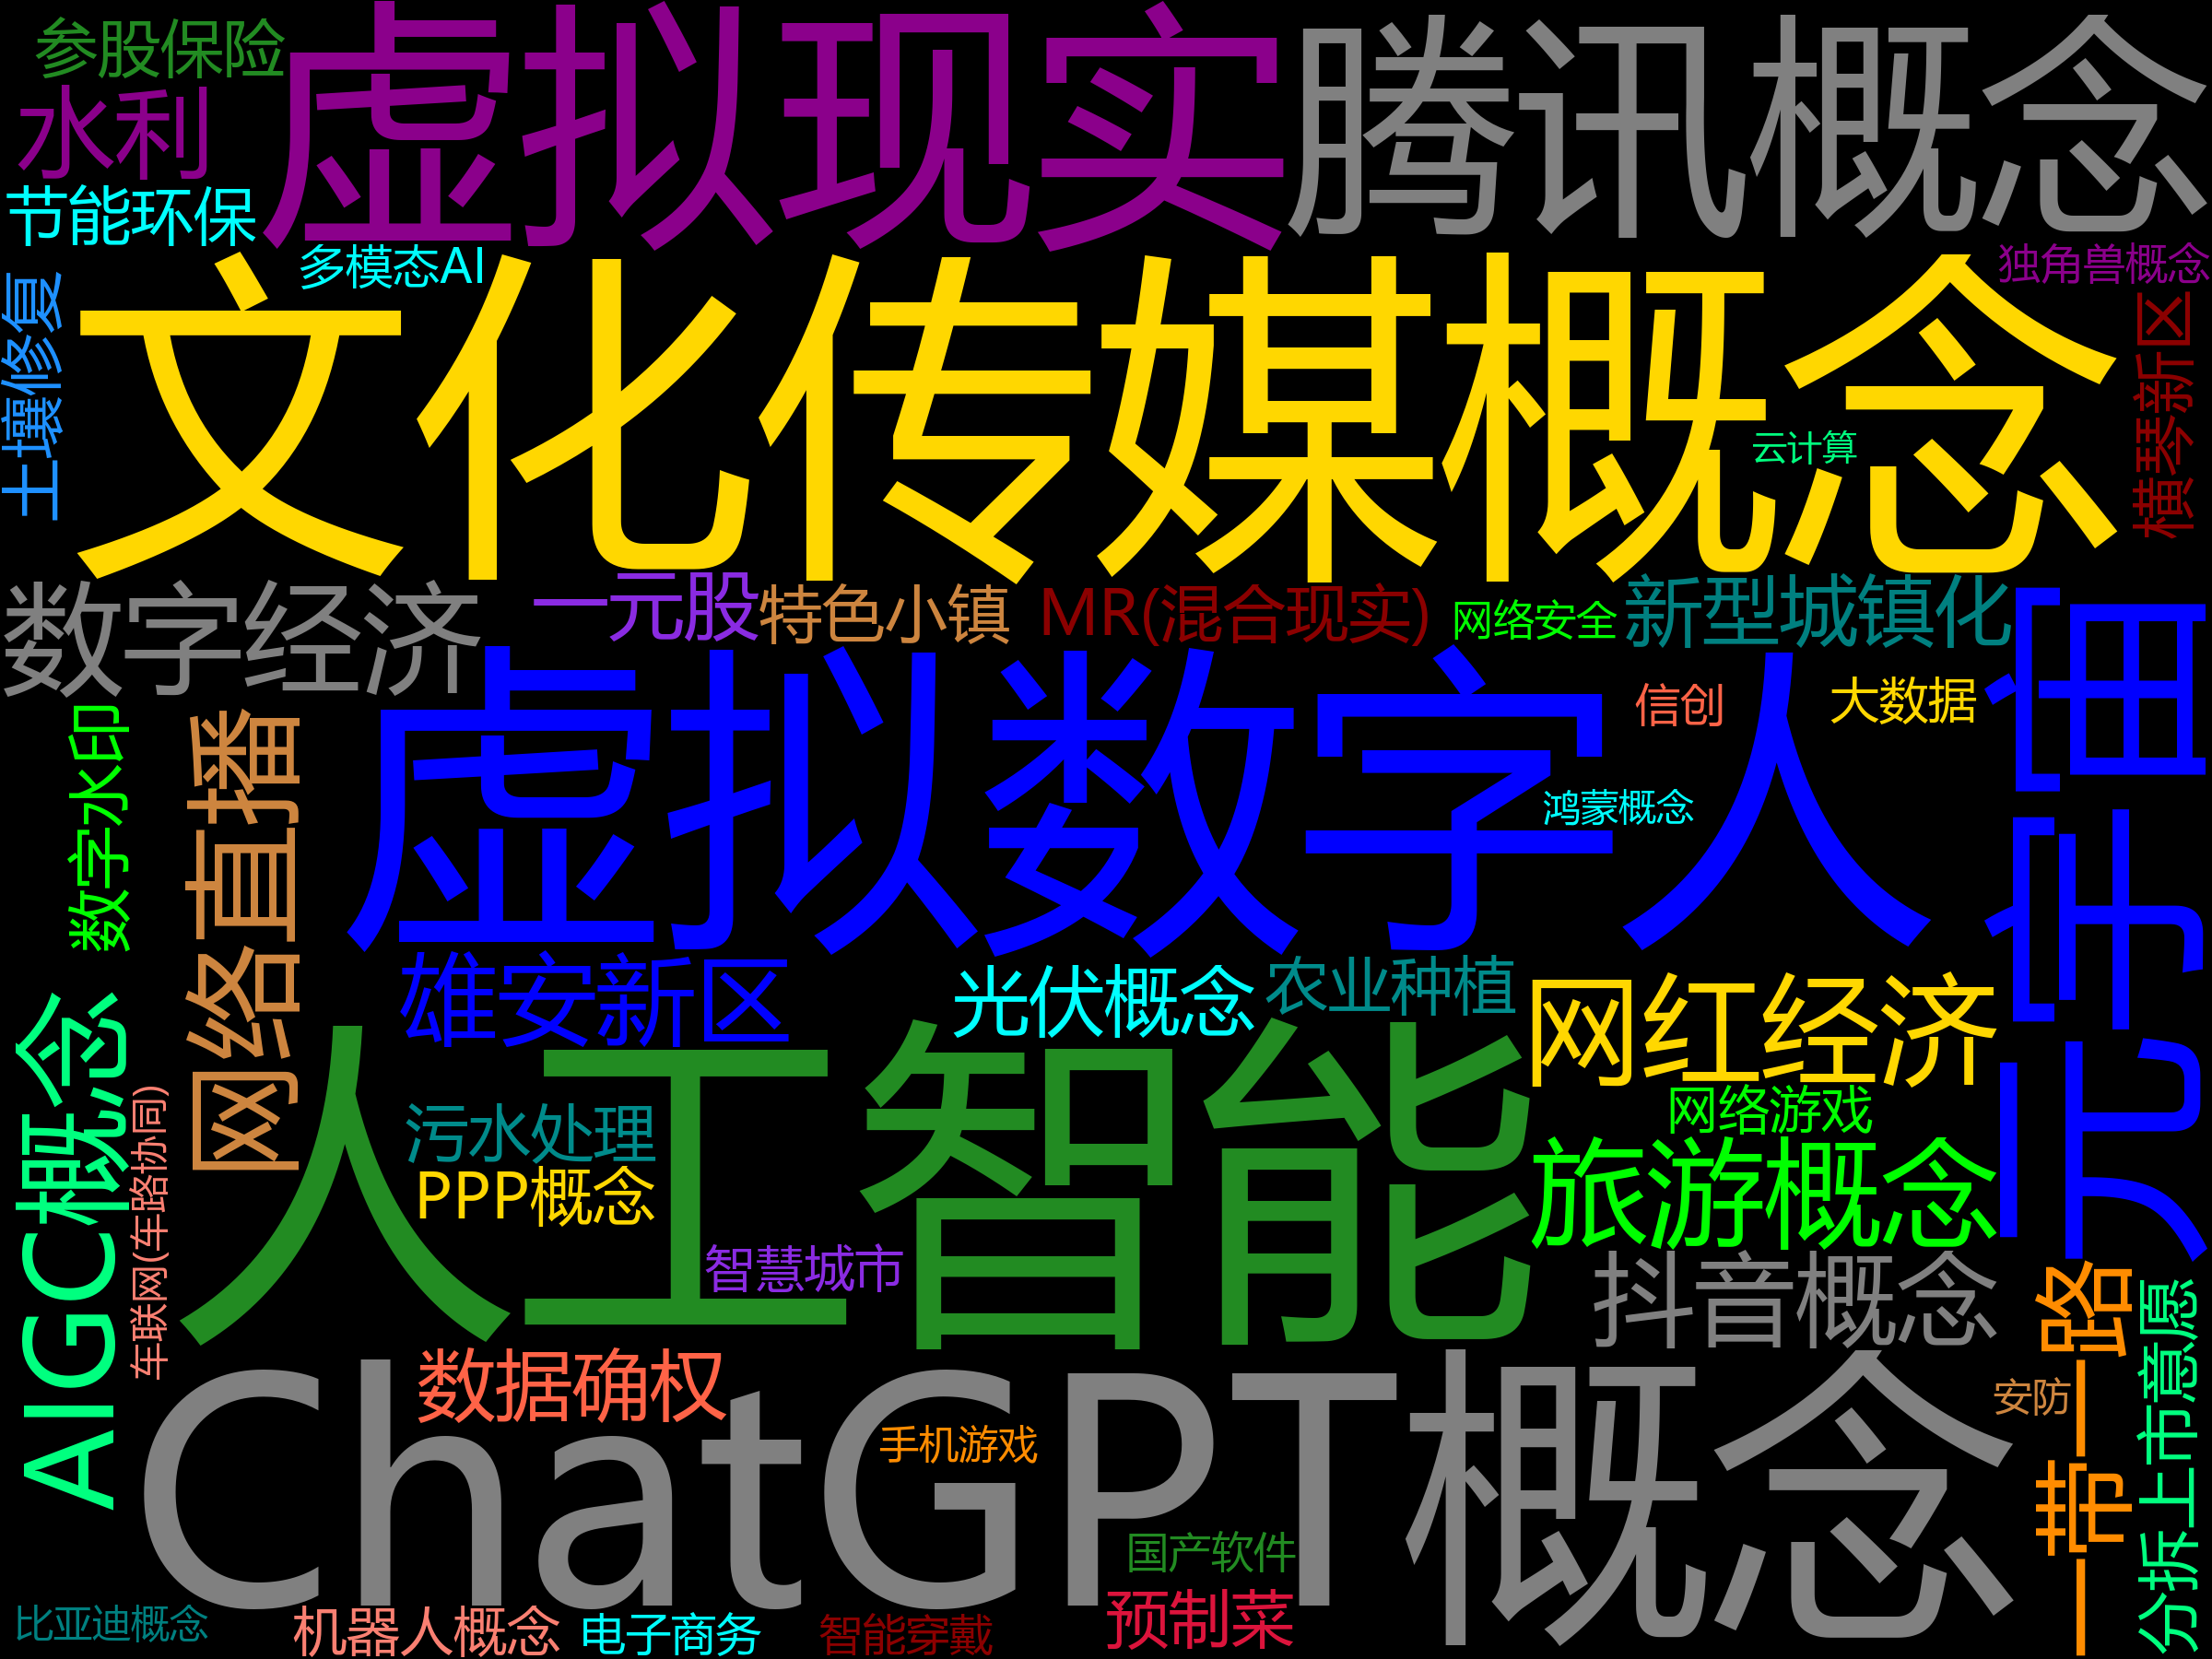 参股保险
虚拟现实
腾讯概念
水利
节能环保
多模态AI
独角兽概念
土壤修复
文化传媒概念
横琴新区
云计算
数字经济
一元股
特色小镇
MR(混合现实)
网络安全
新型城镇化
元宇宙
虚拟数字人
信创
大数据
数字水印
网络直播
鸿蒙概念
雄安新区
光伏概念
农业种植
网红经济
AIGC概念
人工智能
车联网(车路协同)
污水处理
网络游戏
PPP概念
旅游概念
智慧城市
抖音概念
一带一路
分拆上市意愿
数据确权
ChatGPT概念
安防
手机游戏
国产软件
比亚迪概念
机器人概念
电子商务
智能穿戴
预制菜